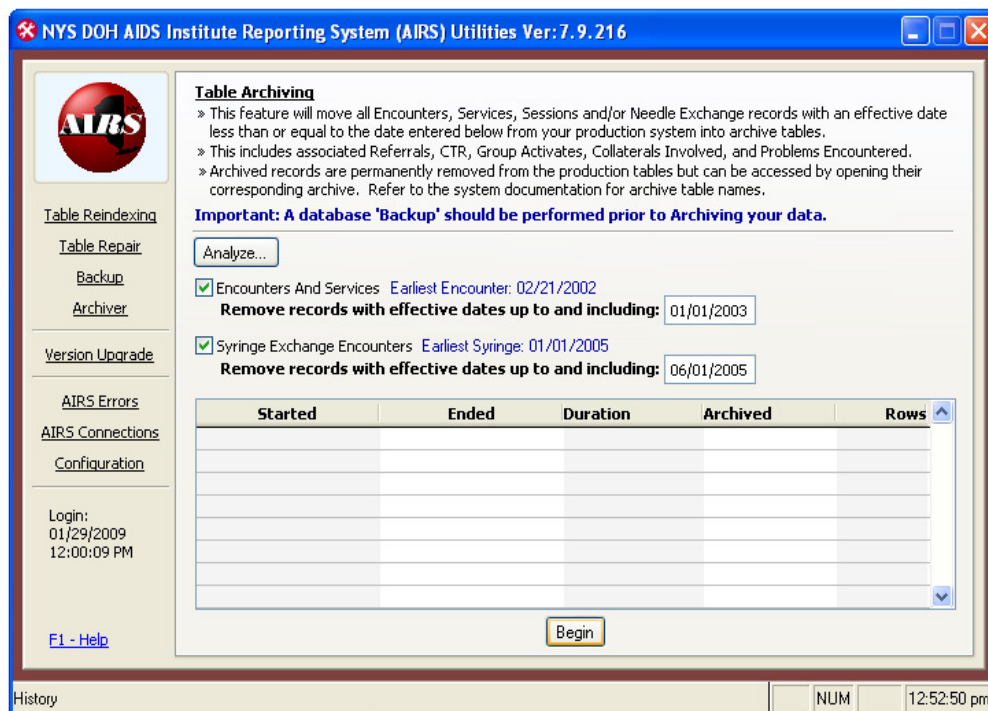 NYS DOH AIDS Institute Reporting System (AIRS) Utilities Ver: 7.9.216
AIRS
Table Reindexing
Table Repair
Backup
Archiver
Version Upgrade
AIRS Errors
AIRS Connections
Configuration
Login:
01/29/2009
12:00:09 PM
F1 - Help
Table Archiving
» This feature will move all Encounters, Services, Sessions and/or Needle Exchange records with an effective date
less than or equal to the date entered below from your production system into archive tables.
» This includes associated Referrals, CTR, Group Activates, Collaterals Involved, and Problems Encountered.
» Archived records are permanently removed from the production tables but can be accessed by opening their
corresponding archive. Refer to the system documentation for archive table names.
Important: A database 'Backup' should be performed prior to Archiving your data.
Analyze...
Encounters And Services Earliest Encounter: 02/21/2002
Remove records with effective dates up to and including: 01/01/2003
Syringe Exchange Encounters Earliest Syringe: 01/01/2005
Remove records with effective dates up to and including: 06/01/2005
Started Ended Duration Archived Rows
Begin
History NUM 12:52:50 pm